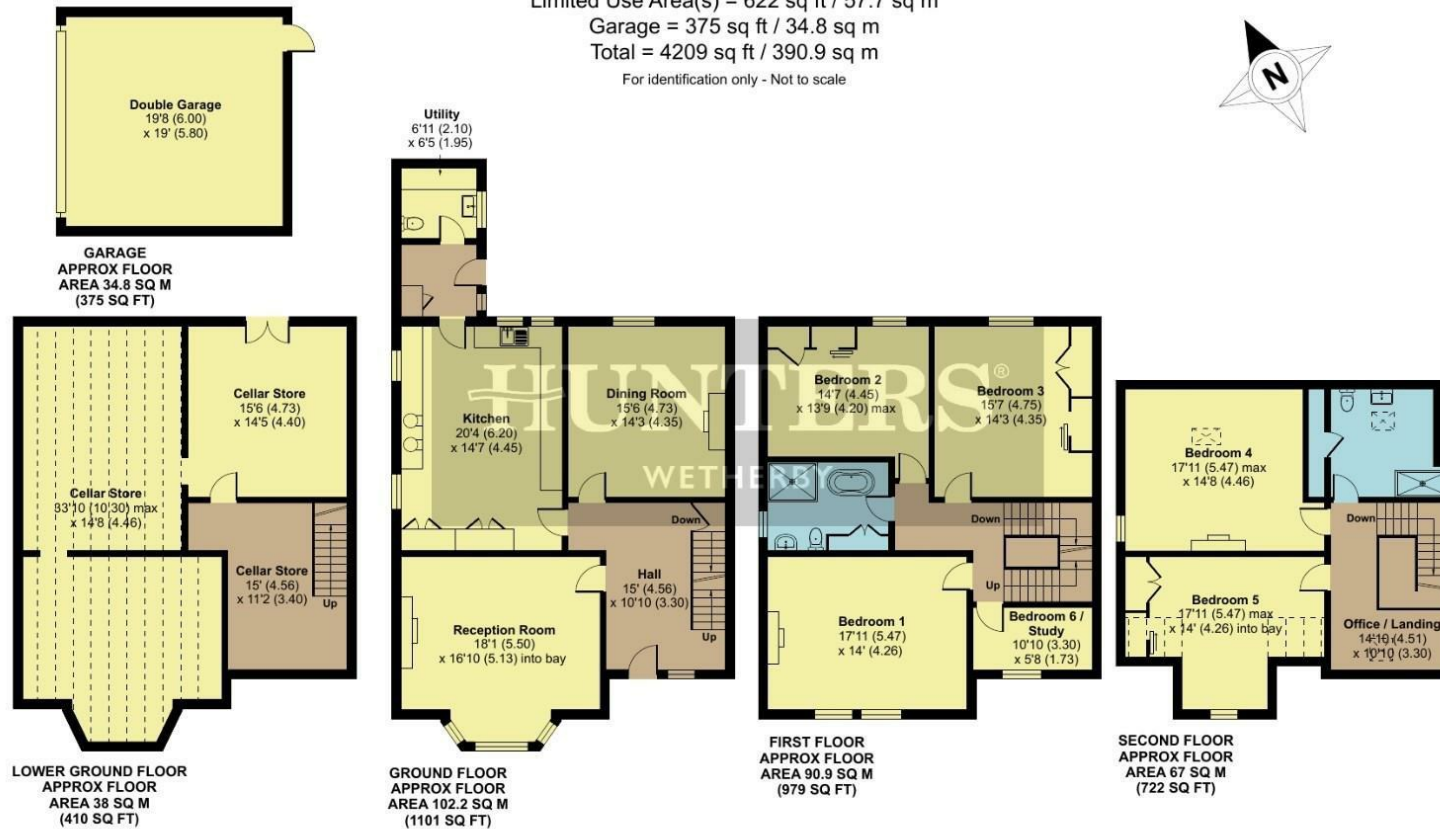 Limited Use Area(s) = 622 sq ft / 57.7 sq m
Garage = 375 sq ft / 34.8 sq m
Total = 4209 sq ft / 390.9 sq m
For identification only - Not to scale
N
Double Garage
19'8 (6.00)
x 19' (5.80)
GARAGE
APPROX FLOOR
AREA 34.8 SQ M
(375 SQ FT)
Utility
6'11 (2.10)
x 6'5 (1.95)
Cellar Store
15'6 (4.73)
x 14'5 (4.40)
Cellar Store
33'10 (10.30) max
x 14'8 (4.46)
Cellar Store
15' (4.56)
x 11'2 (3.40)
Up
LOWER GROUND FLOOR
APPROX FLOOR
AREA 38 SQ M
(410 SQ FT)
Kitchen
20'4 (6.20)
x 14'7 (4.45)
Dining Room
15'6 (4.73)
x 14'3 (4.35)
Down
Hall
15' (4.56)
x 10'10 (3.30)
Up
Reception Room
18'1 (5.50)
x 16'10 (5.13) into bay
GROUND FLOOR
APPROX FLOOR
AREA 102.2 SQ M
(1101 SQ FT)
HUNTERS®
WETHERBY
Bedroom 2
14'7 (4.45)
x 13'9 (4.20) max
Bedroom 3
15'7 (4.75)
x 14'3 (4.35)
Down
Up
Bedroom 1
17'11 (5.47)
x 14' (4.26)
Bedroom 6 /
Study
10'10 (3.30)
x 5'8 (1.73)
FIRST FLOOR
APPROX FLOOR
AREA 90.9 SQ M
(979 SQ FT)
Bedroom 4
17'11 (5.47) max
x 14'8 (4.46)
Down
Bedroom 5
17'11 (5.47) max
x 14' (4.26) into bay
Office / Landing
14'10 (4.51)
x 10'10 (3.30)
SECOND FLOOR
APPROX FLOOR
AREA 67 SQ M
(722 SQ FT)